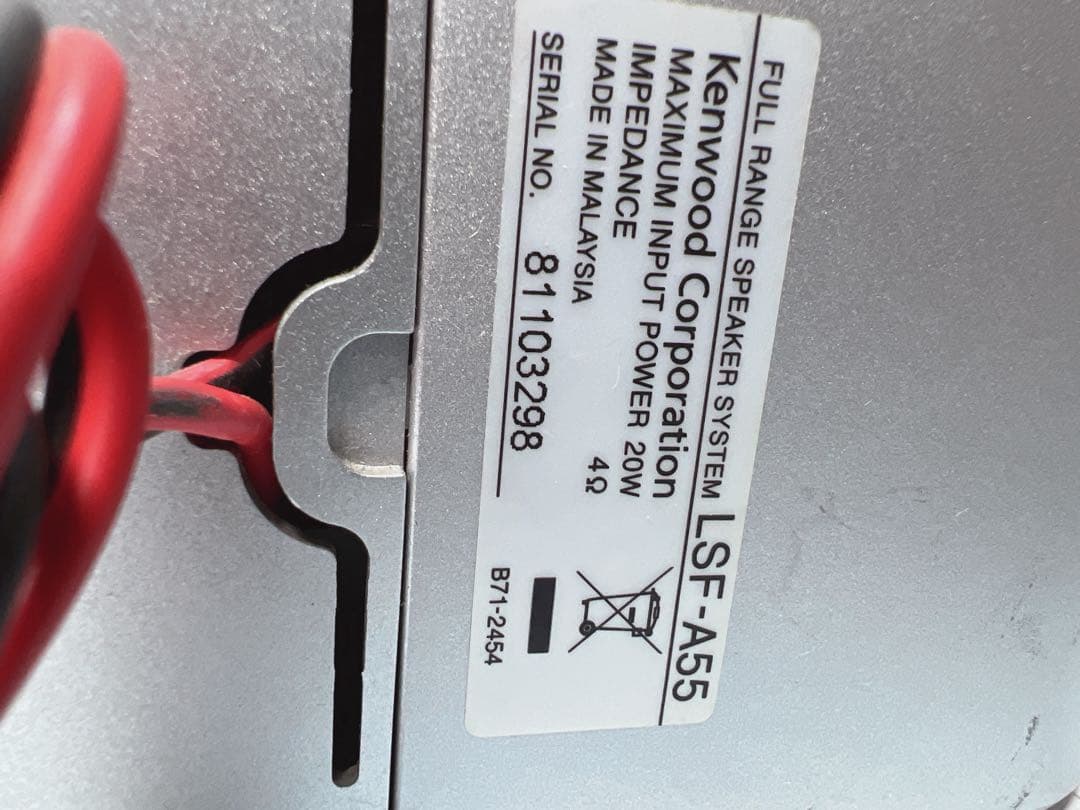 FULL RANGE SPEAKER SYSTEM LSF-A55
Kenwood Corporation
MAXIMUM INPUT POWER 20W
IMPEDANCE 4Ω
MADE IN MALAYSIA
SERIAL NO. 81103298
B71-2454